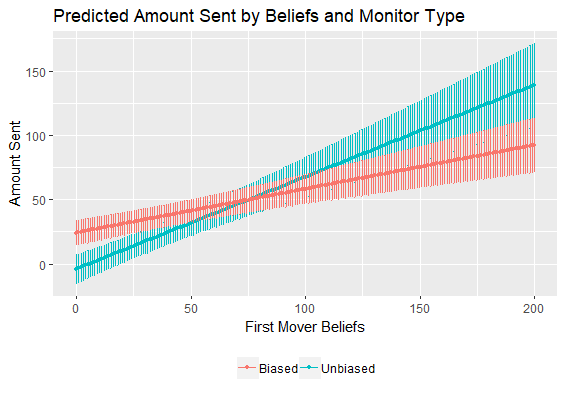 Predicted Amount Sent by Beliefs and Monitor Type
Amount Sent
150
100
50
0
0 50 100 150 200
First Mover Beliefs
Biased Unbiased